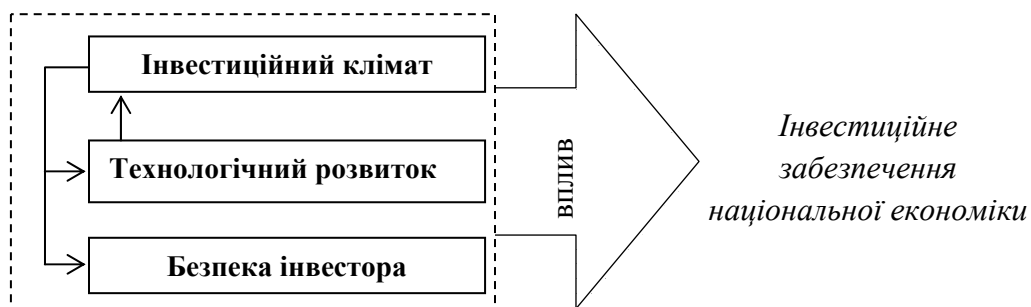 Інвестиційний клімат
Технологічний розвиток
Безпека інвестора
ВПЛИВ
Інвестиційне
забезпечення
національної економіки